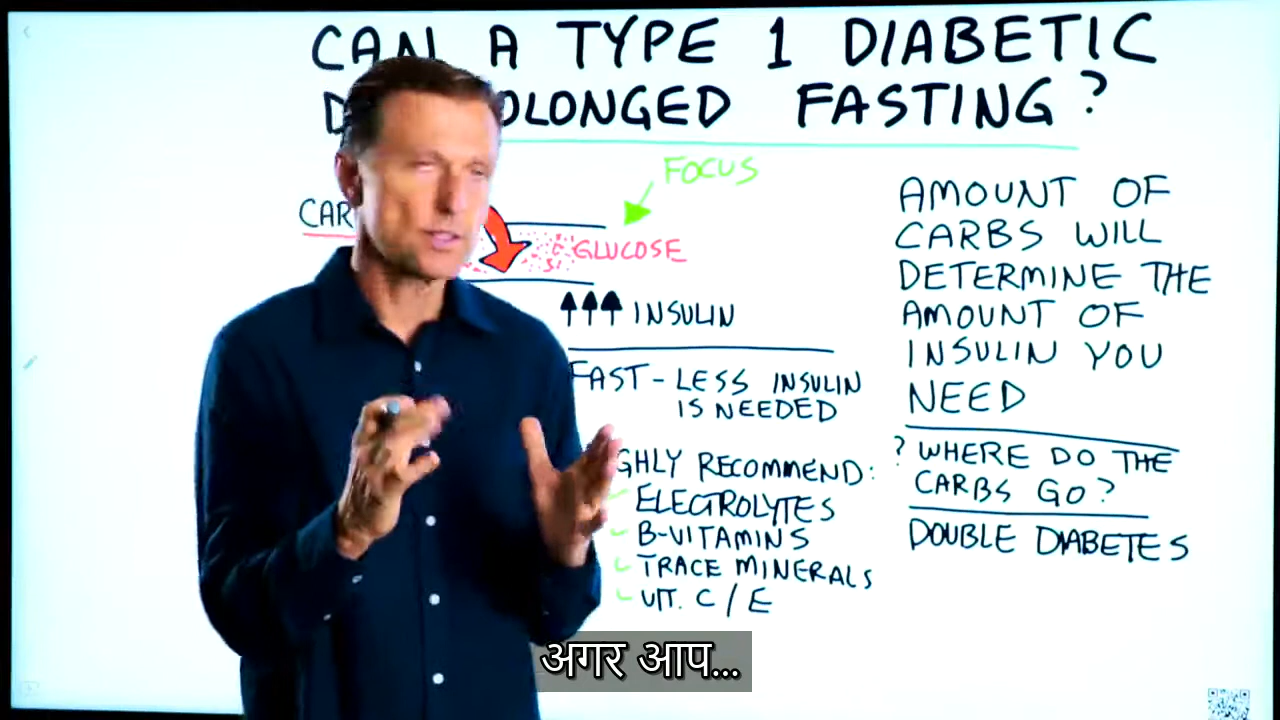 CAN A TYPE 1 DIABETIC
OLONGED FASTING?
FOCUS
CAR
GLUCOSE
↑↑↑ INSULIN
FAST - LESS INSULIN
IS NEEDED
GHLY RECOMMEND:
ELECTROLYTES
B-VITAMINS
TRACE MINERALS
VIT. C / E
AMOUNT OF
CARBS WILL
DETERMINE THE
AMOUNT OF
INSULIN YOU
NEED
? WHERE DO THE
CARBS GO?
DOUBLE DIABETES
अगर आप...